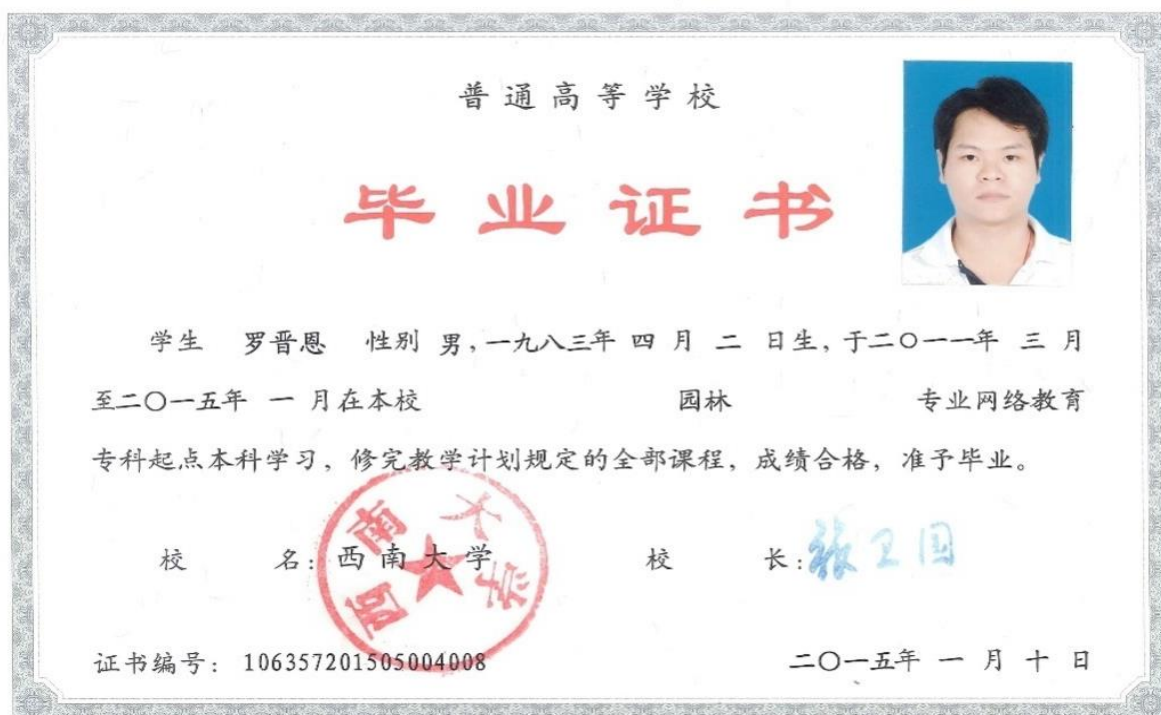 普通高等学校
毕业证书
学生 罗晋恩 性别 男，一九八三年 四 月 二 日生，于二〇一一年 三 月
至二〇一五年 一 月在本校 园林 专业网络教育
专科起点本科学习，修完教学计划规定的全部课程，成绩合格，准予毕业。
校 名：西南大学 校 长：张卫国
西南大学
证书编号：106357201505004008 二〇一五年 一 月 十 日